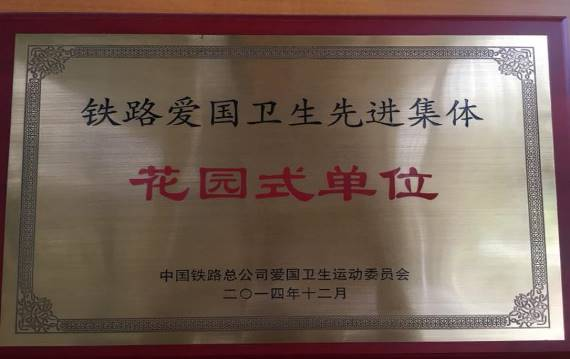 铁路爱国卫生先进集体
花园式单位
中国铁路总公司爱国卫生运动委员会
二〇一四年十二月